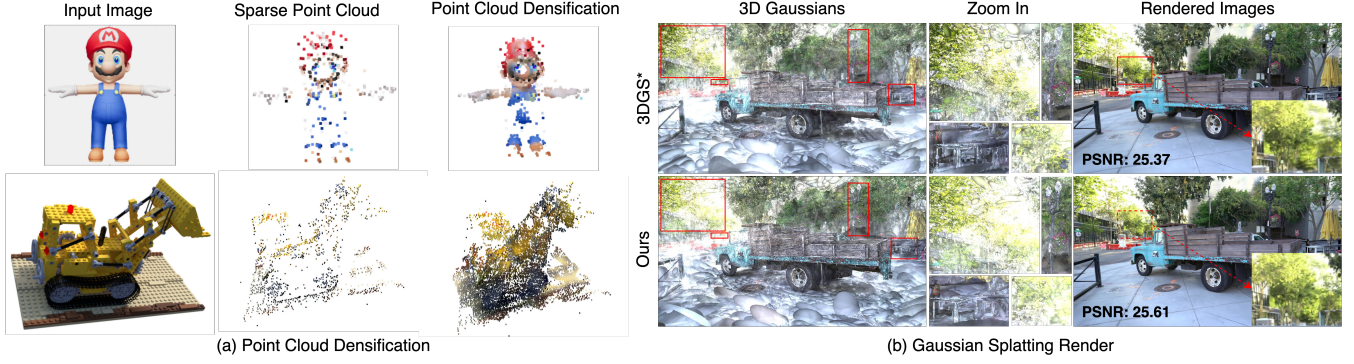 Input Image
Sparse Point Cloud
Point Cloud Densification
3D Gaussians
Zoom In
Rendered Images
3DGS*
PSNR: 25.37
Ours
PSNR: 25.61
(a) Point Cloud Densification
(b) Gaussian Splatting Render